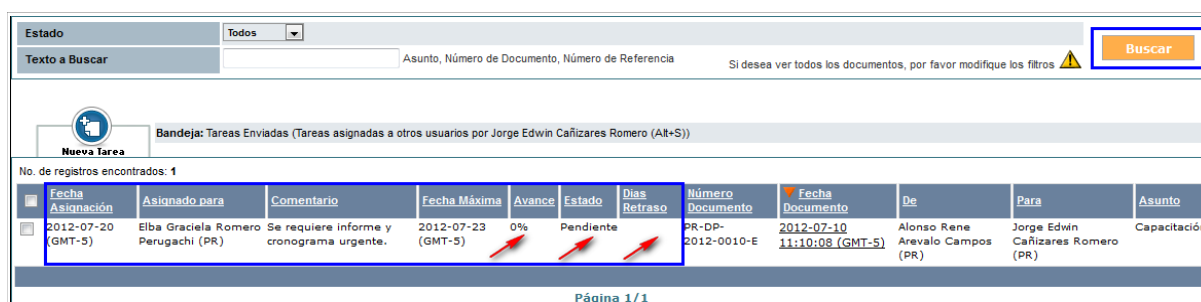 Estado Todos
Buscar
Texto a Buscar Asunto, Número de Documento, Número de Referencia Si desea ver todos los documentos, por favor modifique los filtros
Nueva Tarea
Bandeja: Tareas Enviadas (Tareas asignadas a otros usuarios por Jorge Edwin Cañizares Romero (Alt+S))
No. de registros encontrados: 1
Fecha Asignación Asignado para Comentario Fecha Máxima Avance Estado Dias Retraso Número Documento Fecha Documento De Para Asunto
2012-07-20 Elba Graciela Romero Se requiere informe y 2012-07-23 0% Pendiente PR-DP- 2012-07-10 Alonso Rene Jorge Edwin Capacitació
(GMT-5) Perugachi (PR) cronograma urgente. (GMT-5) 2012-0010-E 11:10:08 (GMT-5) Arevalo Campos Cañizares Romero
(PR) (PR)
Página 1/1